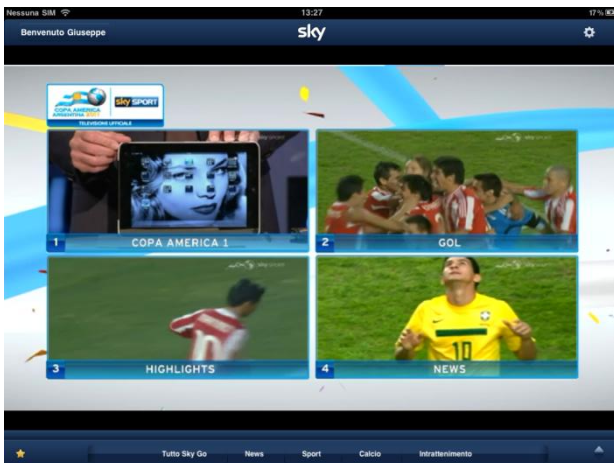 Nessuna SIM
13:27
17%
Benvenuto Giuseppe
sky
COPA AMERICA
ARGENTINA 2011
sky SPORT
TELEVISIONE UFFICIALE
1 COPA AMERICA 1
2 GOL
10
3 HIGHLIGHTS
10
4 NEWS
Tutto Sky Go News Sport Calcio Intrattenimento